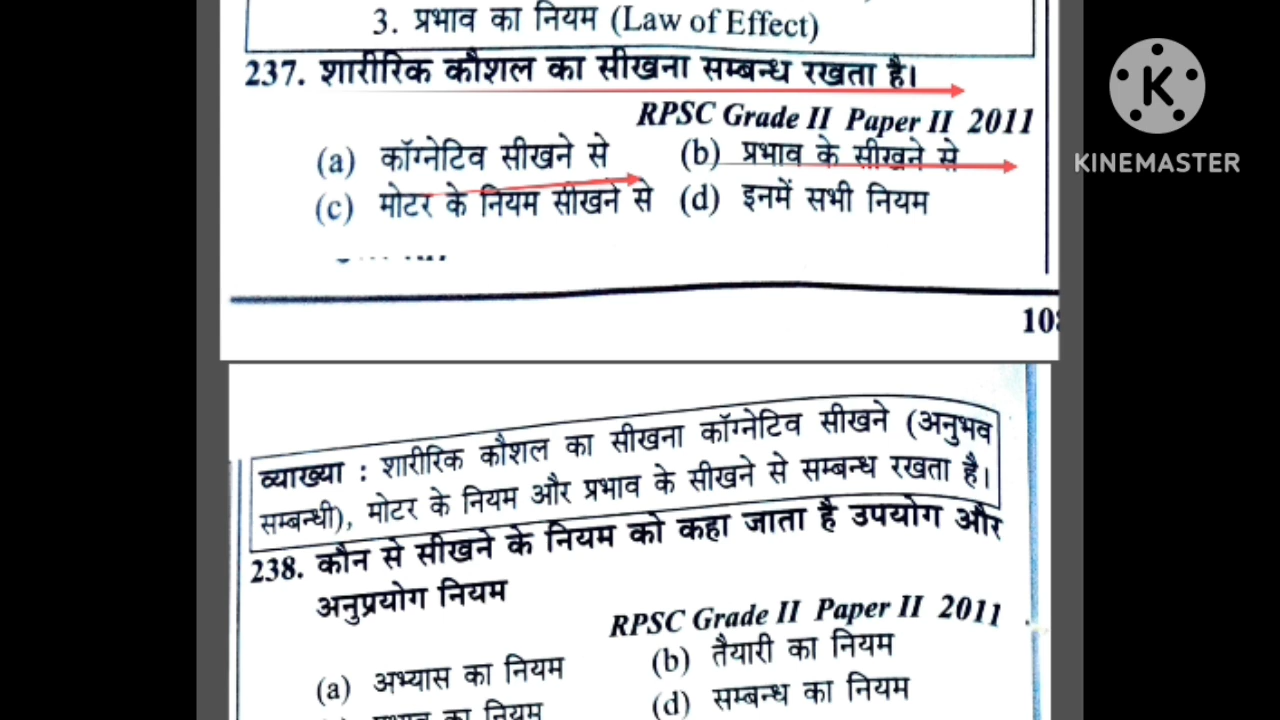 3. प्रभाव का नियम (Law of Effect)
237. शारीरिक कौशल का सीखना सम्बन्ध रखता है।
RPSC Grade II Paper II 2011
(a) कॉग्नेटिव सीखने से (b) प्रभाव के सीखने से
(c) मोटर के नियम सीखने से (d) इनमें सभी नियम
KINEMASTER
व्याख्या : शारीरिक कौशल का सीखना कॉग्नेटिव सीखने (अनुभव
सम्बन्धी), मोटर के नियम और प्रभाव के सीखने से सम्बन्ध रखता है।
238. कौन से सीखने के नियम को कहा जाता है उपयोग और
अनुप्रयोग नियम
RPSC Grade II Paper II 2011
(a) अभ्यास का नियम (b) तैयारी का नियम
का नियम (d) सम्बन्ध का नियम